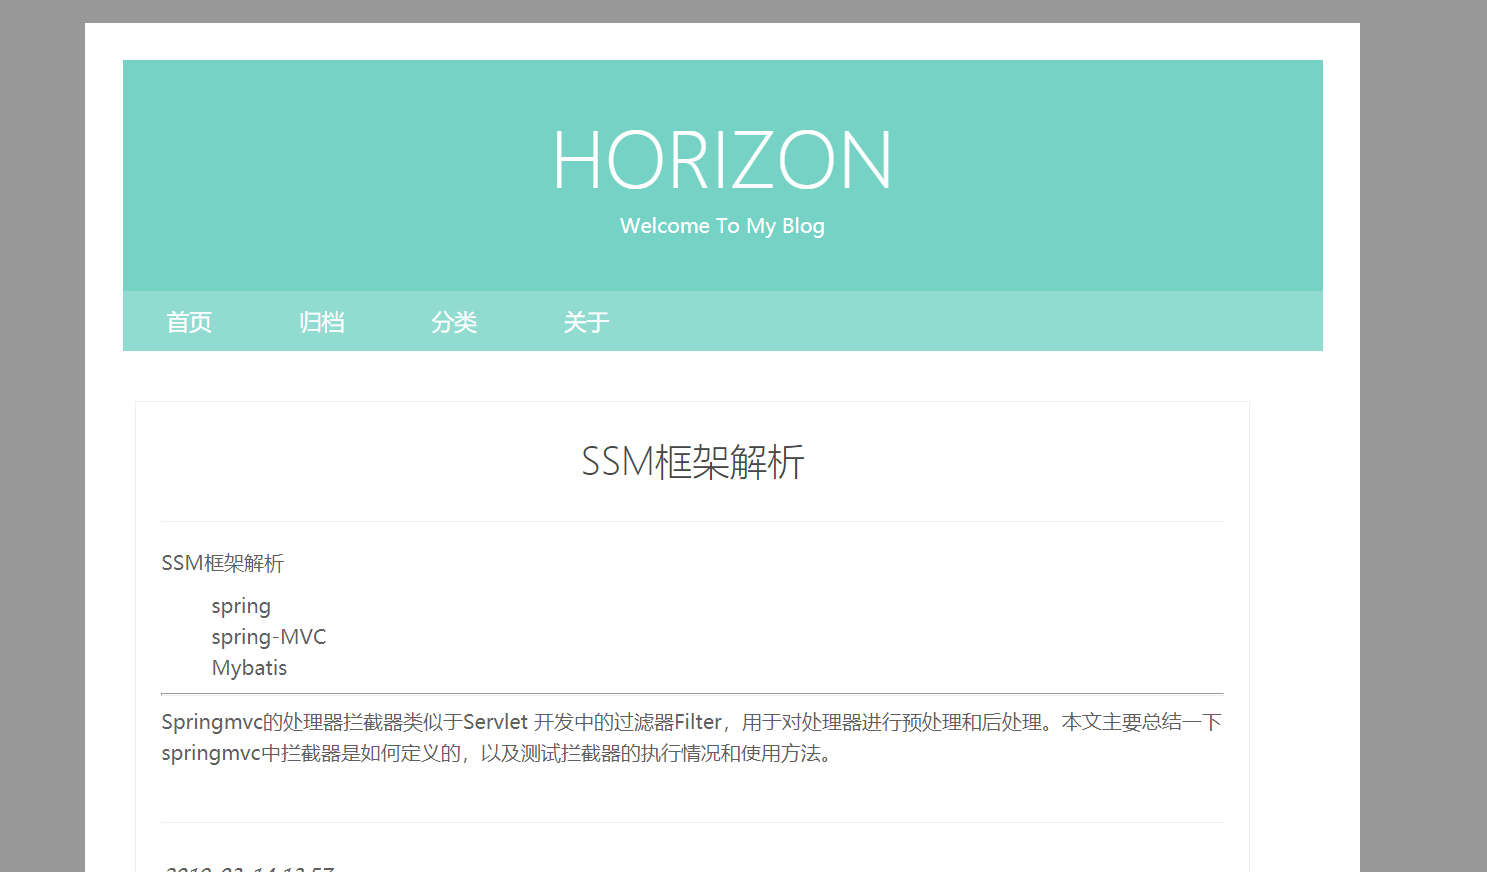 HORIZON
Welcome To My Blog
首页 归档 分类 关于
SSM框架解析
SSM框架解析
spring
spring-MVC
Mybatis
Springmvc的处理器拦截器类似于Servlet 开发中的过滤器Filter，用于对处理器进行预处理和后处理。本文主要总结一下
springmvc中拦截器是如何定义的，以及测试拦截器的执行情况和使用方法。